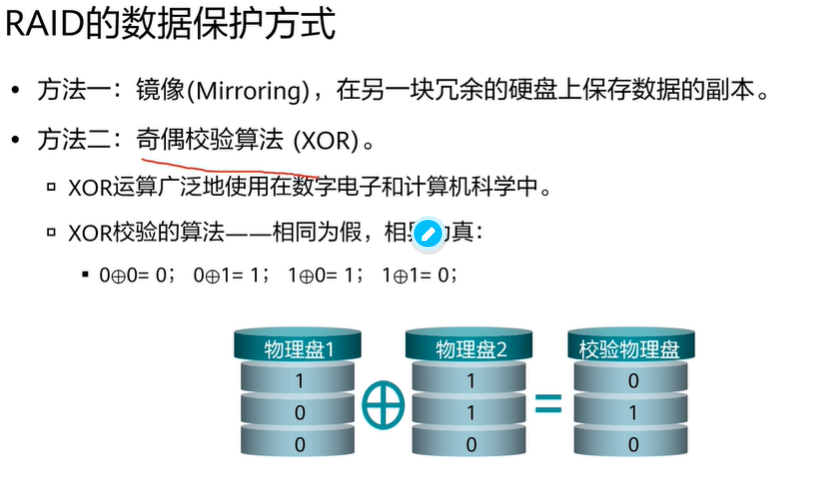 RAID的数据保护方式
• 方法一：镜像(Mirroring)，在另一块冗余的硬盘上保存数据的副本。
• 方法二：奇偶校验算法 (XOR)。
XOR运算广泛地使用在数字电子和计算机科学中。
XOR校验的算法——相同为假，相 真：
▪ 0⊕0= 0； 0⊕1= 1； 1⊕0= 1； 1⊕1= 0；
物理盘1 物理盘2 校验物理盘
1 1 0
0 ⊕ 1 = 1
0 0 0